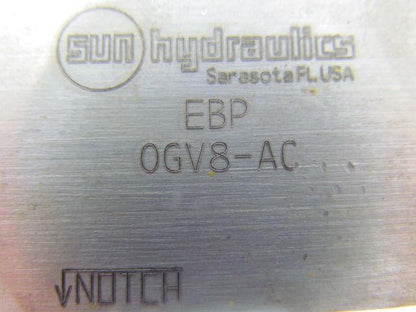 sun hydraulics
Sarasota FL. USA
EBP
OGV8-AC
NOTCH